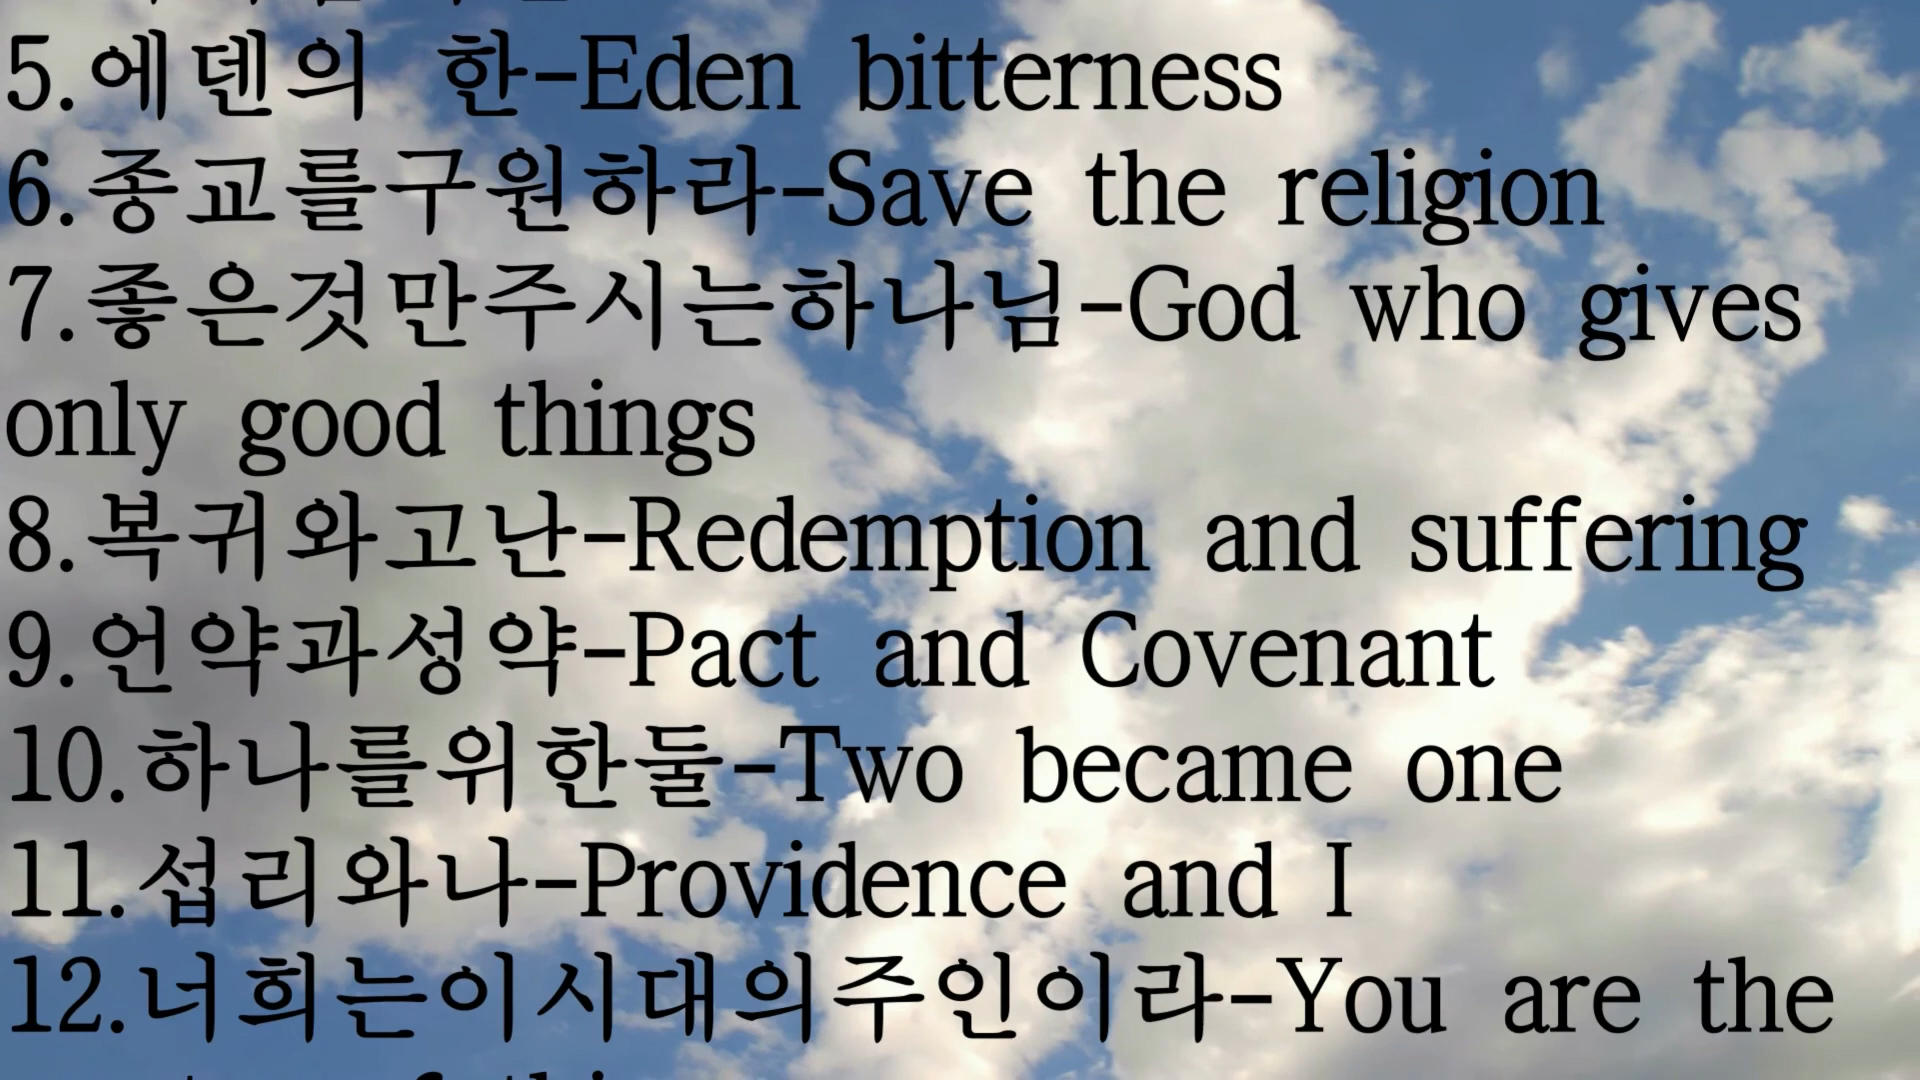 5.에덴의 한-Eden bitterness
6.종교를구원하라-Save the religion
7.좋은것만주시는하나님-God who gives
only good things
8.복귀와고난-Redemption and suffering
9.언약과성약-Pact and Covenant
10.하나를위한둘-Two became one
11.섭리와나-Providence and I
12.너희는이시대의주인이라-You are the